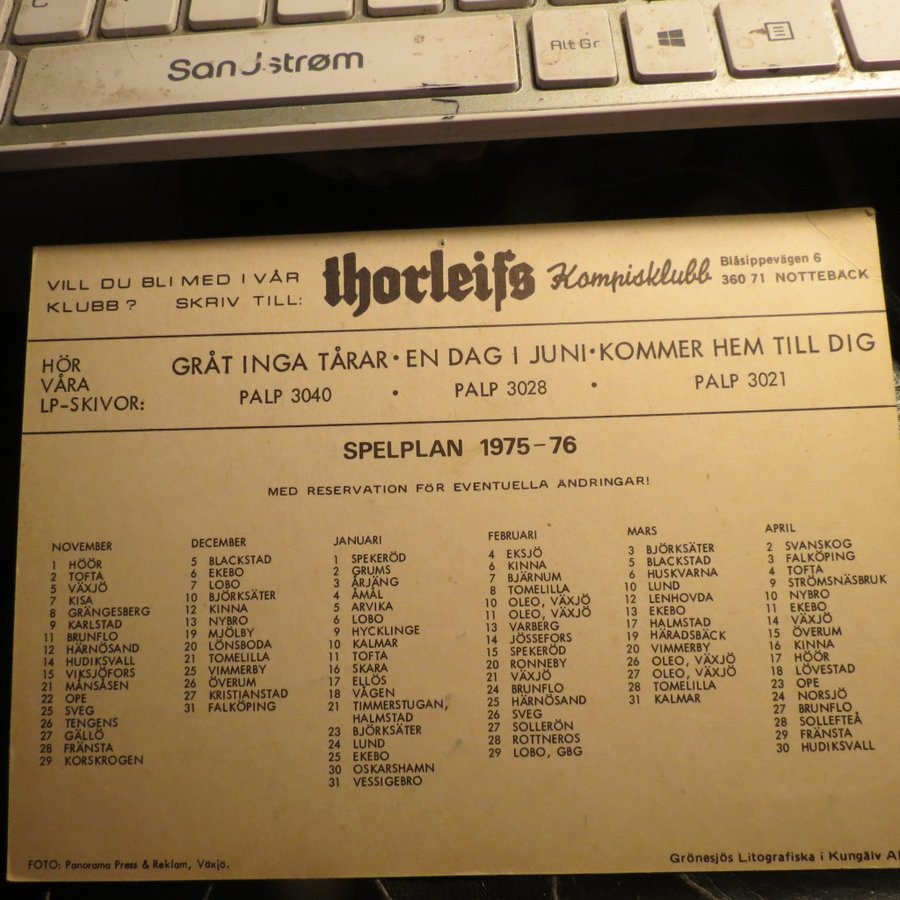 Sandstrøm
Alt Gr
VILL DU BLI MED I VÅR
KLUBB? SKRIV TILL:
thorleifs Kompisklubb
Blåsippevägen 6
360 71 NOTTEBÄCK
HÖR
VÅRA
LP-SKIVOR:
GRÅT INGA TÅRAR • EN DAG I JUNI • KOMMER HEM TILL DIG
PALP 3040 • PALP 3028 • PALP 3021
SPELPLAN 1975-76
MED RESERVATION FÖR EVENTUELLA ÄNDRINGAR!
NOVEMBER
1 HÖÖR
2 TOFTA
5 VÄXJÖ
7 KISA
8 GRÄNGESBERG
9 KARLSTAD
11 BRUNFLO
12 HÄRNÖSAND
14 HUDIKSVALL
15 VIKSJÖFORS
21 MÅNSÅSEN
22 OPE
25 SVEG
26 TENGENS
27 GÄLLÖ
28 FRÄNSTA
29 KORSKROGEN
DECEMBER
5 BLACKSTAD
6 EKEBO
7 LOBO
10 BJÖRKSÄTER
12 KINNA
13 NYBRO
19 MJÖLBY
20 LÖNSBODA
21 TOMELILLA
25 VIMMERBY
26 ÖVERUM
27 KRISTIANSTAD
31 FALKÖPING
JANUARI
1 SPEKERÖD
2 GRUMS
3 ÅRJÄNG
4 ÅMÅL
5 ARVIKA
6 LOBO
9 HYCKLINGE
10 KALMAR
11 TOFTA
16 SKARA
17 ELLÖS
18 VÅGEN
21 TIMMERSTUGAN,
HALMSTAD
23 BJÖRKSÄTER
24 LUND
25 EKEBO
30 OSKARSHAMN
31 VESSIGEBRO
FEBRUARI
4 EKSJÖ
6 KINNA
7 BJÄRNUM
8 TOMELILLA
10 OLEO, VÄXJÖ
11 OLEO, VÄXJÖ
13 VARBERG
14 JÖSSEFORS
15 SPEKERÖD
20 RONNEBY
21 VÄXJÖ
24 BRUNFLO
25 HÄRNÖSAND
26 SVEG
27 SOLLERÖN
28 ROTTNEROS
29 LOBO, GBG
MARS
3 BJÖRKSÄTER
5 BLACKSTAD
6 HUSKVARNA
10 LUND
12 LENHOVDA
13 EKEBO
17 HALMSTAD
19 HÄRADSBÄCK
20 VIMMERBY
26 OLEO, VÄXJÖ
27 OLEO, VÄXJÖ
28 TOMELILLA
31 KALMAR
APRIL
2 SVANSKOG
3 FALKÖPING
4 TOFTA
9 STRÖMSNÄSBRUK
10 NYBRO
11 EKEBO
14 VÄXJÖ
15 ÖVERUM
16 KINNA
17 HÖÖR
18 LÖVESTAD
23 OPE
24 NORSJÖ
27 BRUNFLO
28 SOLLEFTEÅ
29 FRÄNSTA
30 HUDIKSVALL
FOTO: Panorama Press & Reklam, Växjö.
Grönesjös Litografiska i Kungälv A